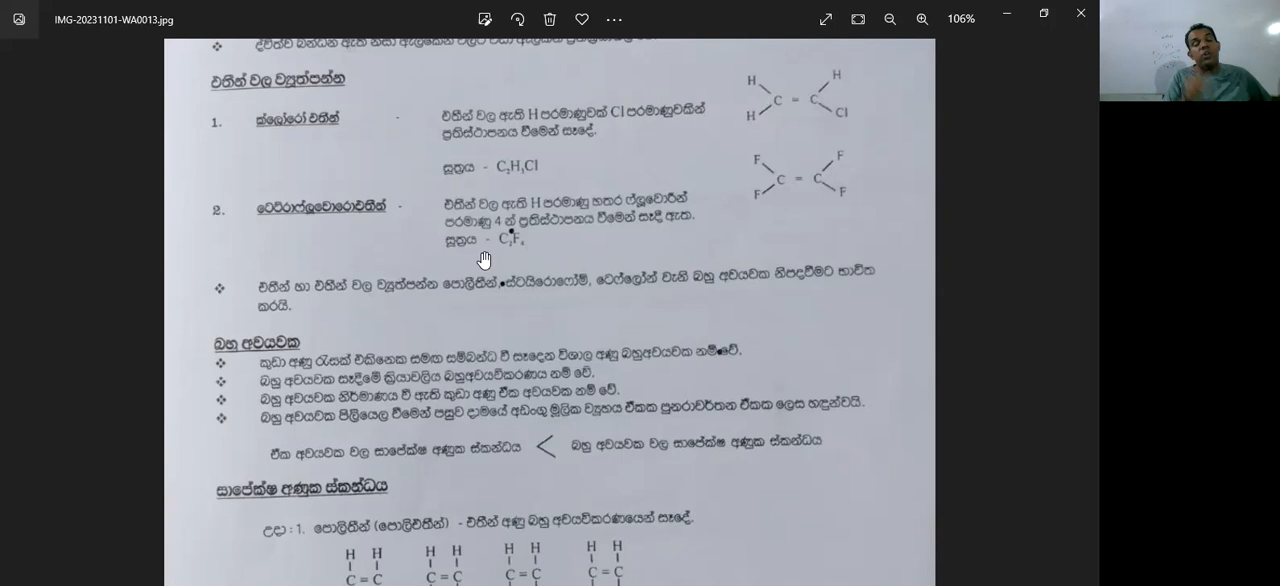 IMG-20231101-WA0013.jpg
106%
ද්විත්ව බන්ධන ඇති නිසා ඇල්කේන
එතීන් වල ව්‍යුත්පන්න
1. ක්ලෝරෝ එතීන් - එතීන් වල ඇති H පරමාණුවක් Cl පරමාණුවකින්
ප්‍රතිස්ථාපනය වීමෙන් සෑදේ.
සූත්‍රය - C₂H₃Cl
H H
C = C
H Cl
2. ටෙට්රාෆ්ලුවොරොඑතීන් - එතීන් වල ඇති H පරමාණු හතර ෆ්ලුවොරීන්
පරමාණු 4 න් ප්‍රතිස්ථාපනය වීමෙන් සෑදී ඇත.
සූත්‍රය - C₂F₄
F F
C = C
F F
❖ එතීන් හා එතීන් වල ව්‍යුත්පන්න පොලිතීන්, ස්ටයිරොෆෝම්, ටෙෆ්ලෝන් වැනි බහු අවයවක නිපදවීමට භාවිත
කරයි.
බහු අවයවක
❖ කුඩා අණු රැසක් එකිනෙක සමඟ සම්බන්ධ වී සෑදෙන විශාල අණු බහුඅවයවක නම් වේ.
❖ බහු අවයවක සෑදීමේ ක්‍රියාවලිය බහුඅවයවිකරණය නම් වේ.
❖ බහු අවයවක නිර්මාණය වී ඇති කුඩා අණු ඒක අවයවක නම් වේ.
❖ බහු අවයවක පිලියෙල වීමෙන් පසුව දාමයේ අඩංගු මූලික ව්‍යුහය ඒකක පුනරාවර්තන ඒකක ලෙස හඳුන්වයි.
ඒක අවයවක වල සාපේක්ෂ අණුක ස්කන්ධය < බහු අවයවක වල සාපේක්ෂ අණුක ස්කන්ධය
සාපේක්ෂ අණුක ස්කන්ධය
උදා : 1. පොලිතීන් (පොලිඑතීන්) - එතීන් අණු බහු අවයවිකරණයෙන් සෑදේ.
H H H H H H H H
C = C C = C C = C C = C